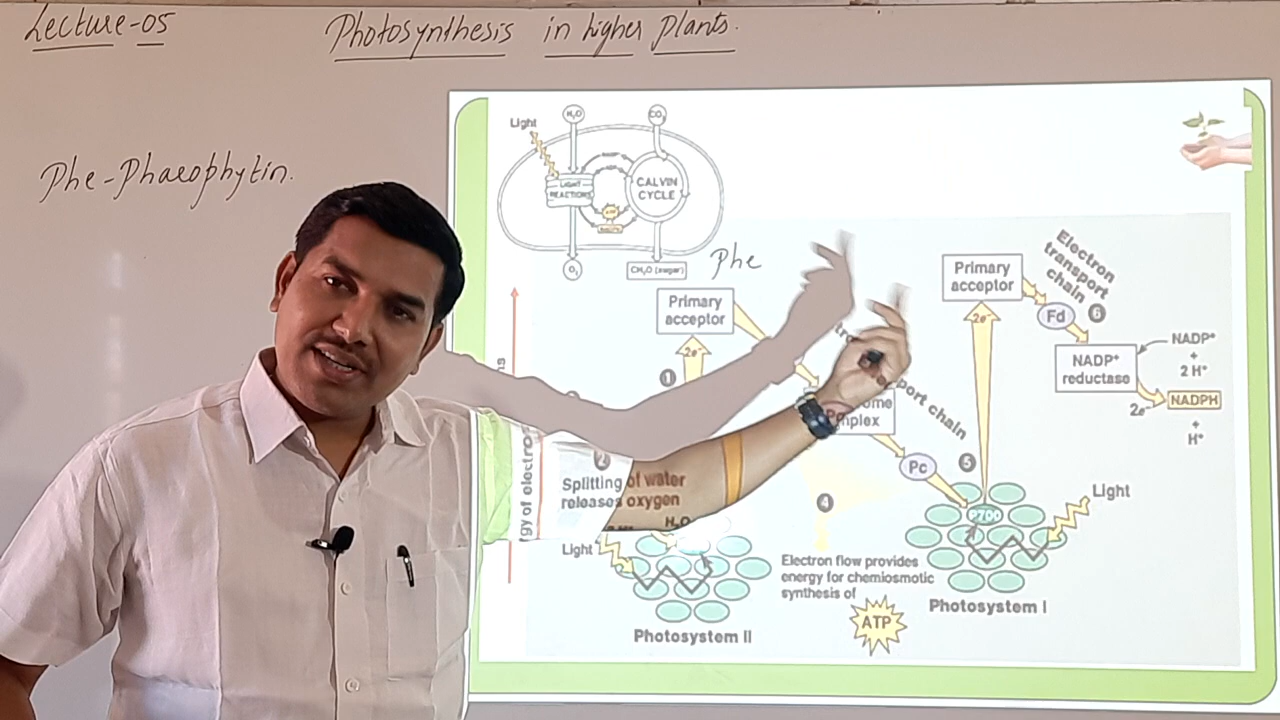 Lecture-05
Photosynthesis in higher plants.
Phe-Phaeophytin.
Light
H₂O
CO₂
LIGHT
REACTIONS
CALVIN
CYCLE
O₂
CH₂O (sugar)
Phe
Primary
acceptor
2e⁻
1
2
Splitting of water
releases oxygen
H₂O
Light
Photosystem II
port chain
Pc
4
Electron flow provides
energy for chemiosmotic
synthesis of
ATP
5
Primary
acceptor
2e⁻
Electron
transport
chain
6
Fd
NADP⁺
reductase
NADP⁺
+
2 H⁺
2e⁻
NADPH
+
H⁺
P700
Light
Photosystem I